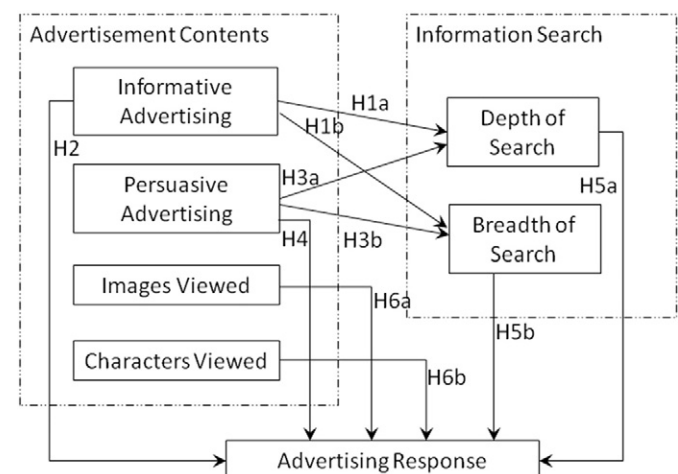 Advertisement Contents
Information Search
Informative
Advertising
H1a
H1b
Depth of
Search
H2
Persuasive
Advertising
H3a
H5a
H4
H3b
Breadth of
Search
Images Viewed
H6a
H5b
Characters Viewed
H6b
Advertising Response